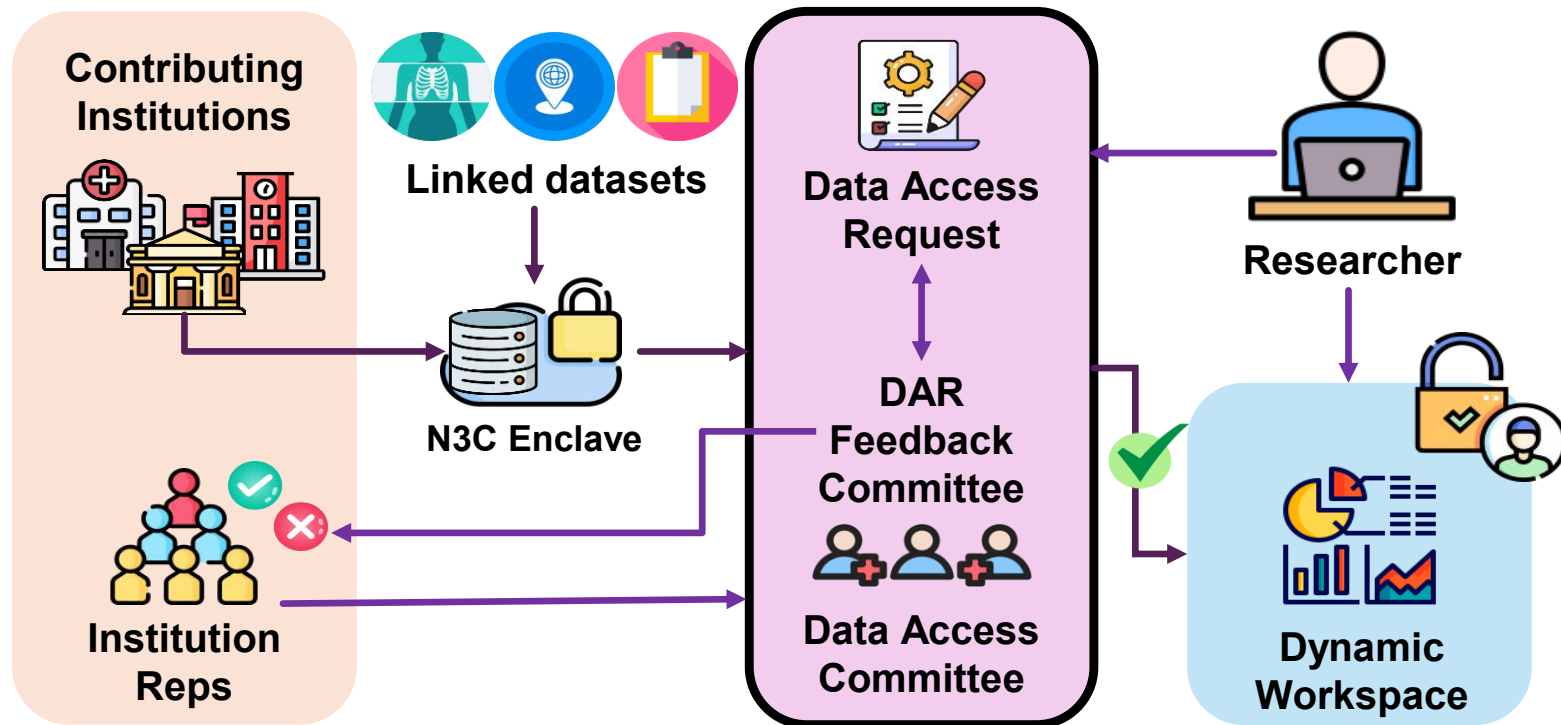 Contributing
Institutions
Linked datasets
N3C Enclave
Institution
Reps
Data Access
Request
DAR
Feedback
Committee
Data Access
Committee
Researcher
Dynamic
Workspace